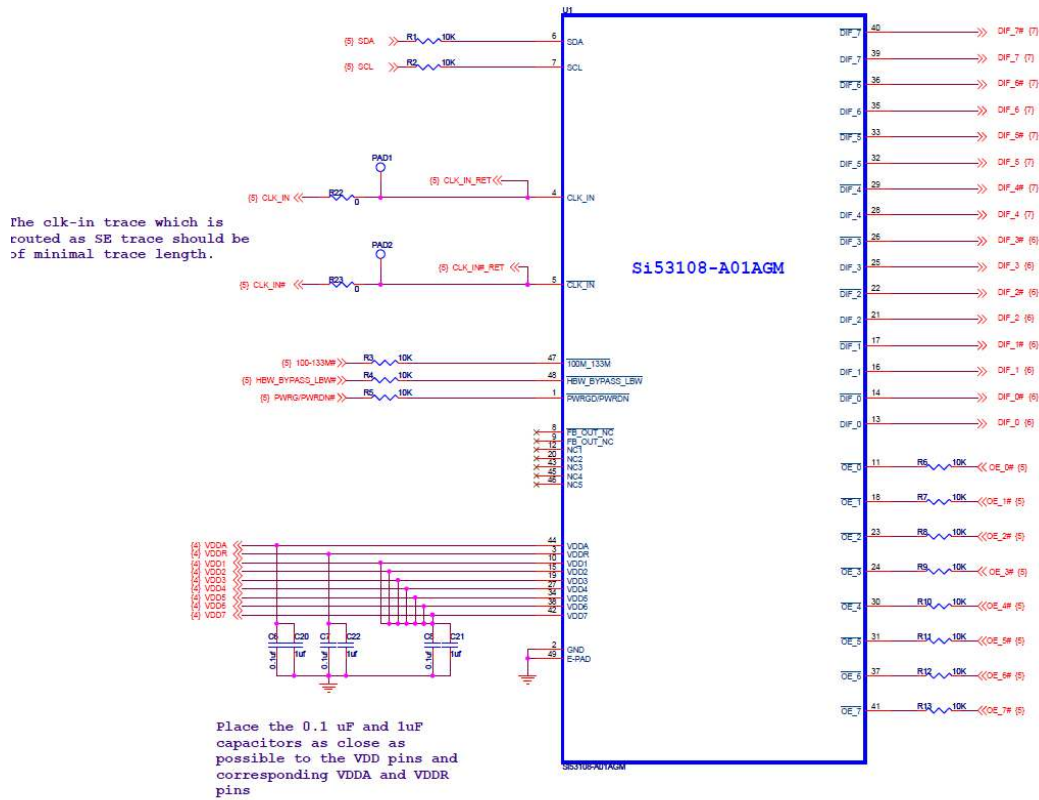 U1
{5} SDA R1 10K 6 SDA
{5} SCL R2 10K 7 SCL
PAD1
{5} CLK_IN_RET
{5} CLK_IN R22 0 4 CLK_IN
The clk-in trace which is
routed as SE trace should be
of minimal trace length.
PAD2
{5} CLK_IN#_RET
{5} CLK_IN# R23 0 5 CLK_IN
Si53108-A01AGM
{5} 100-133M# R3 10K 47 100M_133M
{5} HBW_BYPASS_LBW# R4 10K 48 HBW_BYPASS_LBW
{5} PWRG/PWRDN# R5 10K 1 PWRGD/PWRDN
8 FB_OUT_NC
9 FB_OUT_NC
12 NC1
20 NC2
43 NC3
45 NC4
46 NC5
{4} VDDA 44 VDDA
{4} VDDR 3 VDDR
{4} VDD1 10 VDD1
{4} VDD2 15 VDD2
{4} VDD3 19 VDD3
{4} VDD4 27 VDD4
{4} VDD5 34 VDD5
{4} VDD6 38 VDD6
{4} VDD7 42 VDD7
C6 C20 C7 C22 C8 C21
0.1uf 1uf 0.1uf 1uf 0.1uf 1uf
2 GND
49 E-PAD
Place the 0.1 uF and 1uF
capacitors as close as
possible to the VDD pins and
corresponding VDDA and VDDR
pins
DIF_7 40 DIF_7# {7}
DIF_7 39 DIF_7 {7}
DIF_6 36 DIF_6# {7}
DIF_6 35 DIF_6 {7}
DIF_5 33 DIF_5# {7}
DIF_5 32 DIF_5 {7}
DIF_4 29 DIF_4# {7}
DIF_4 28 DIF_4 {7}
DIF_3 26 DIF_3# {6}
DIF_3 25 DIF_3 {6}
DIF_2 22 DIF_2# {6}
DIF_2 21 DIF_2 {6}
DIF_1 17 DIF_1# {6}
DIF_1 16 DIF_1 {6}
DIF_0 14 DIF_0# {6}
DIF_0 13 DIF_0 {6}
OE_0 11 R6 10K OE_0# {5}
OE_1 18 R7 10K OE_1# {5}
OE_2 23 R8 10K OE_2# {5}
OE_3 24 R9 10K OE_3# {5}
OE_4 30 R10 10K OE_4# {5}
OE_5 31 R11 10K OE_5# {5}
OE_6 37 R12 10K OE_6# {5}
OE_7 41 R13 10K OE_7# {5}
Si53108-A01AGM